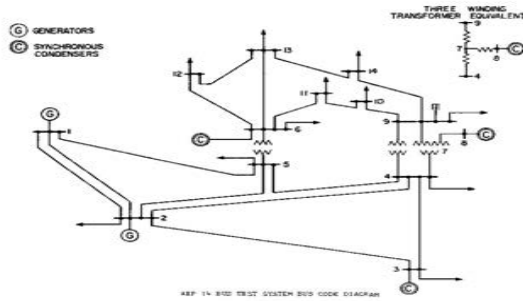 THREE WINDING
TRANSFORMER EQUIVALENT
9
7
8
C
4
G GENERATORS
C SYNCHRONOUS
CONDENSERS
13
14
12
11
10
9
C
6
G
1
C
8
7
5
4
2
G
3
C
AEP 14 BUS TEST SYSTEM BUS CODE DIAGRAM